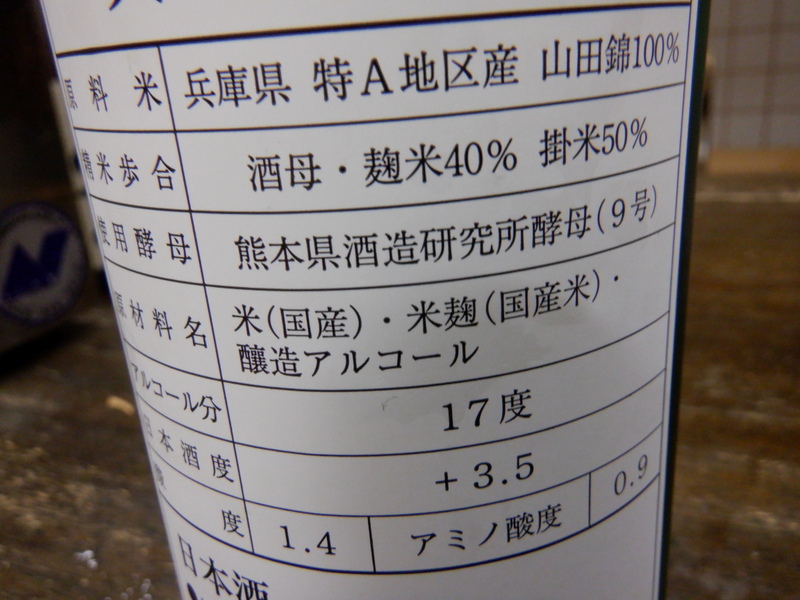 原料米 兵庫県 特A地区産 山田錦100%
精米歩合 酒母・麹米40% 掛米50%
使用酵母 熊本県酒造研究所酵母(9号)
原材料名 米(国産)・米麹(国産米)・
醸造アルコール
アルコール分 17度
日本酒度 +3.5
度 1.4 アミノ酸度 0.9
日本酒